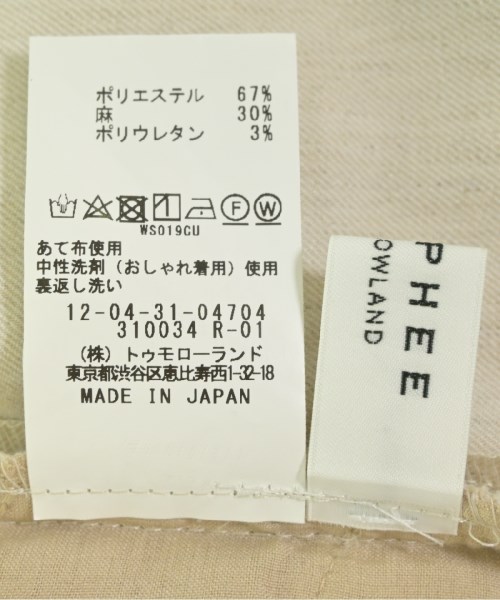 ポリエステル 67%
麻 30%
ポリウレタン 3%
F W
WS019CU
あて布使用
中性洗剤（おしゃれ着用）使用
裏返し洗い
12-04-31-04704
310034 R-01
（株）トゥモローランド
東京都渋谷区恵比寿西1-32-18
MADE IN JAPAN
PHEE
OWLAND